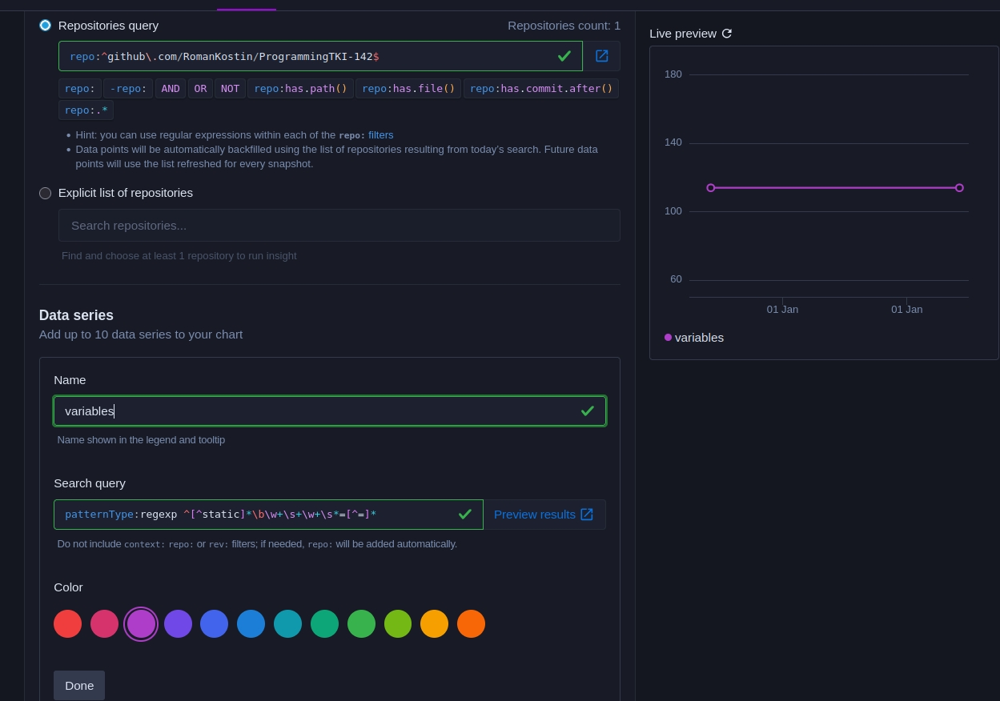 Repositories query
Repositories count: 1
repo:^github\.com/RomanKostin/ProgrammingTKI-142$
repo: -repo: AND OR NOT repo:has.path() repo:has.file() repo:has.commit.after()
repo:.*
• Hint: you can use regular expressions within each of the repo: filters
• Data points will be automatically backfilled using the list of repositories resulting from today's search. Future data
points will use the list refreshed for every snapshot.
Explicit list of repositories
Search repositories...
Find and choose at least 1 repository to run insight
Data series
Add up to 10 data series to your chart
Name
variables
Name shown in the legend and tooltip
Search query
patternType:regexp ^[^static]*\b\w+\s+\w+\s*=[^=]*
Preview results
Do not include context: repo: or rev: filters; if needed, repo: will be added automatically.
Color
Done
Live preview
180
140
100
60
01 Jan 01 Jan
variables